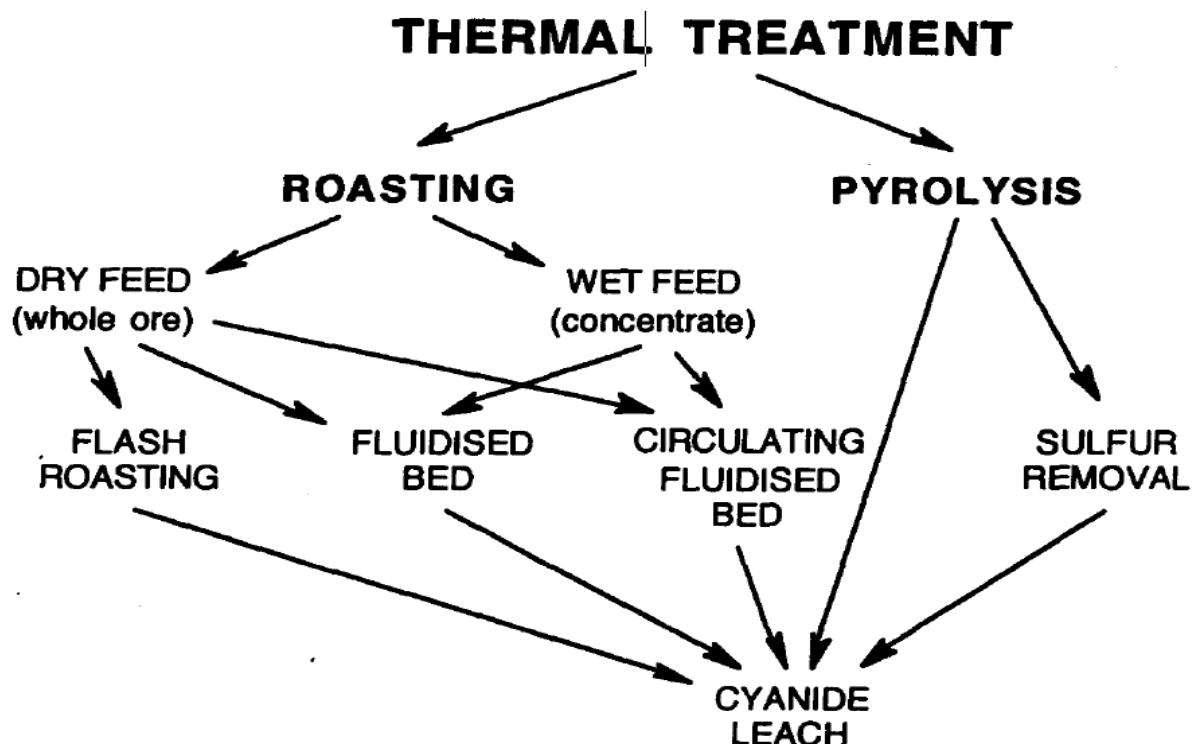 THERMAL TREATMENT
ROASTING
PYROLYSIS
DRY FEED
(whole ore)
WET FEED
(concentrate)
FLASH
ROASTING
FLUIDISED
BED
CIRCULATING
FLUIDISED
BED
SULFUR
REMOVAL
CYANIDE
LEACH